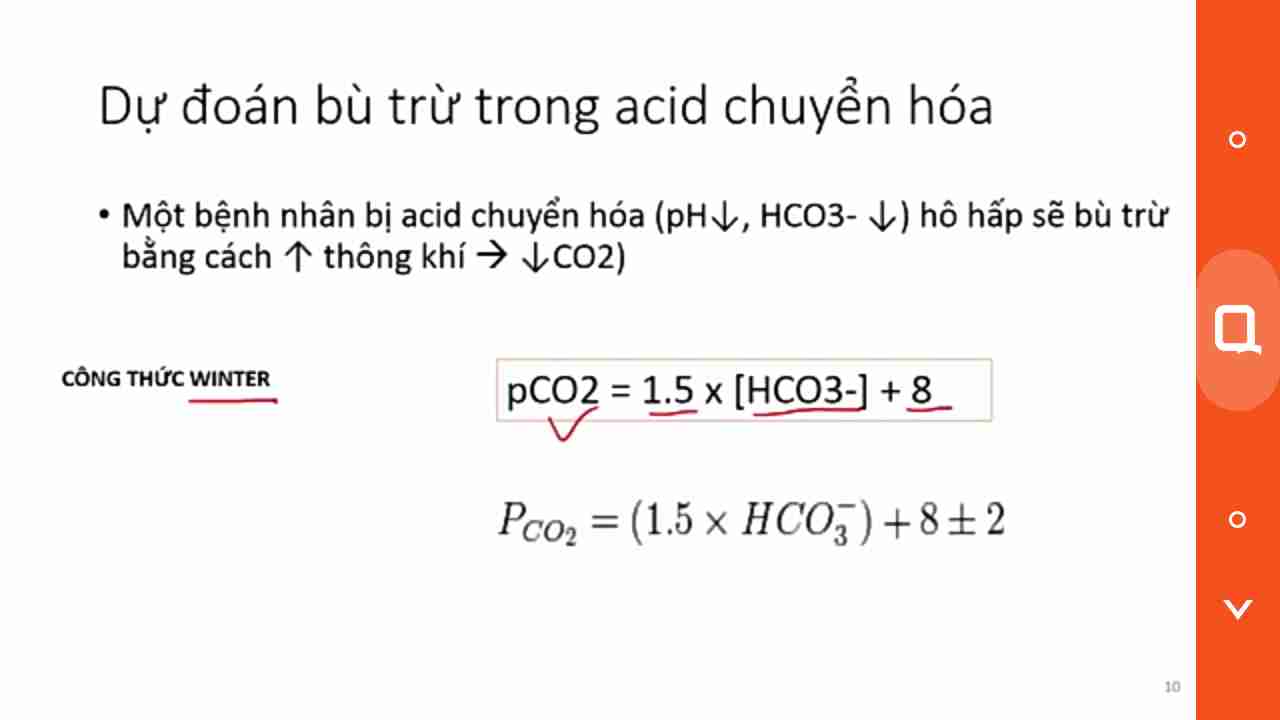 Dự đoán bù trừ trong acid chuyển hóa
• Một bệnh nhân bị acid chuyển hóa (pH↓, HCO3- ↓) hô hấp sẽ bù trừ
bằng cách ↑ thông khí → ↓CO2)
CÔNG THỨC WINTER
pCO2 = 1.5 x [HCO3-] + 8
P_{CO_2} = (1.5 × HCO_3^-) + 8 ± 2
10